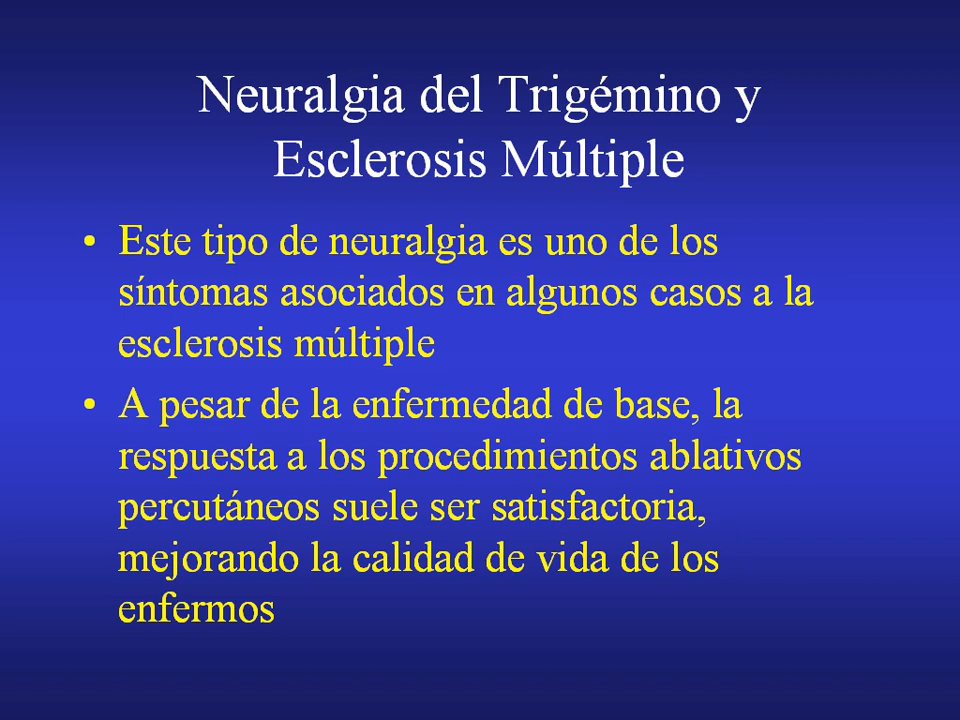 Neuralgia del Trigémino y
Esclerosis Múltiple
• Este tipo de neuralgia es uno de los
síntomas asociados en algunos casos a la
esclerosis múltiple
• A pesar de la enfermedad de base, la
respuesta a los procedimientos ablativos
percutáneos suele ser satisfactoria,
mejorando la calidad de vida de los
enfermos